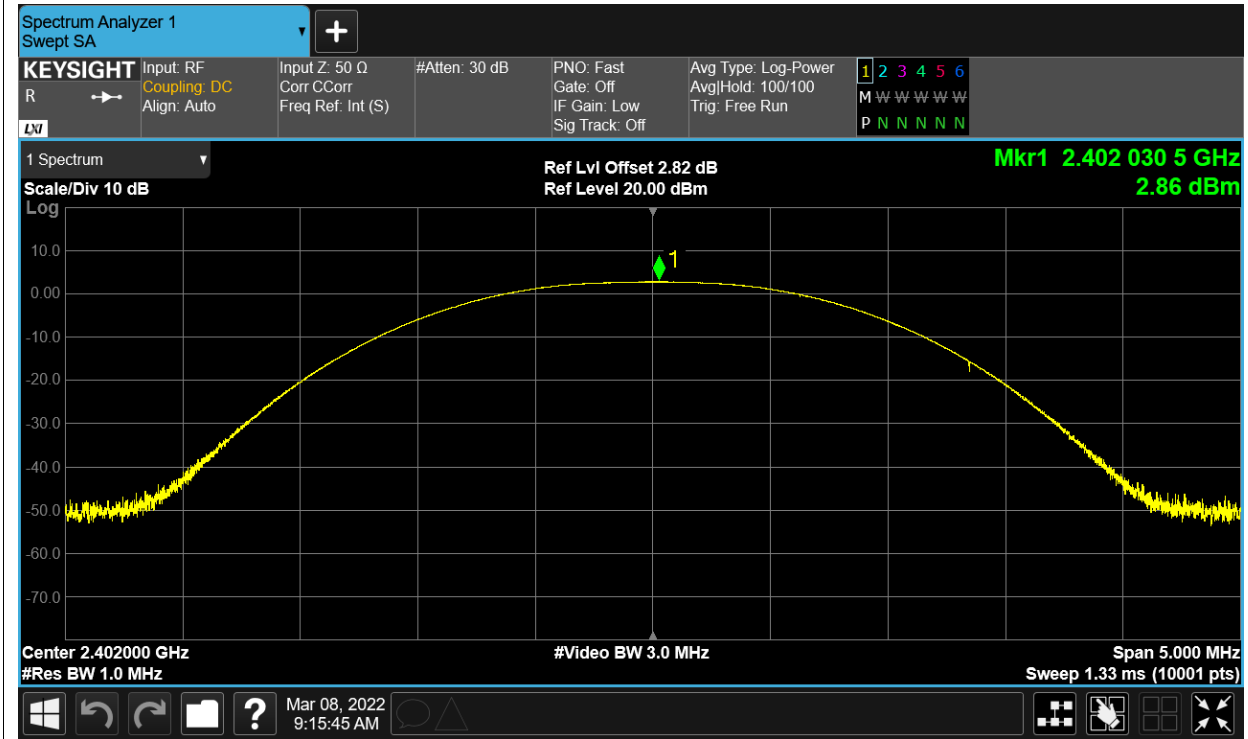 Spectrum Analyzer 1
Swept SA
KEYSIGHT
R
LXI
Input: RF
Coupling: DC
Align: Auto
Input Z: 50 Ω
Corr CCorr
Freq Ref: Int (S)
#Atten: 30 dB
PNO: Fast
Gate: Off
IF Gain: Low
Sig Track: Off
Avg Type: Log-Power
Avg|Hold: 100/100
Trig: Free Run
1 2 3 4 5 6
M W W W W W W
P N N N N N N
1 Spectrum
Scale/Div 10 dB
Log
Ref Lvl Offset 2.82 dB
Ref Level 20.00 dBm
Mkr1 2.402 030 5 GHz
2.86 dBm
1
10.0
0.00
-10.0
-20.0
-30.0
-40.0
-50.0
-60.0
-70.0
Center 2.402000 GHz
#Video BW 3.0 MHz
Span 5.000 MHz
#Res BW 1.0 MHz
Sweep 1.33 ms (10001 pts)
?
Mar 08, 2022
9:15:45 AM